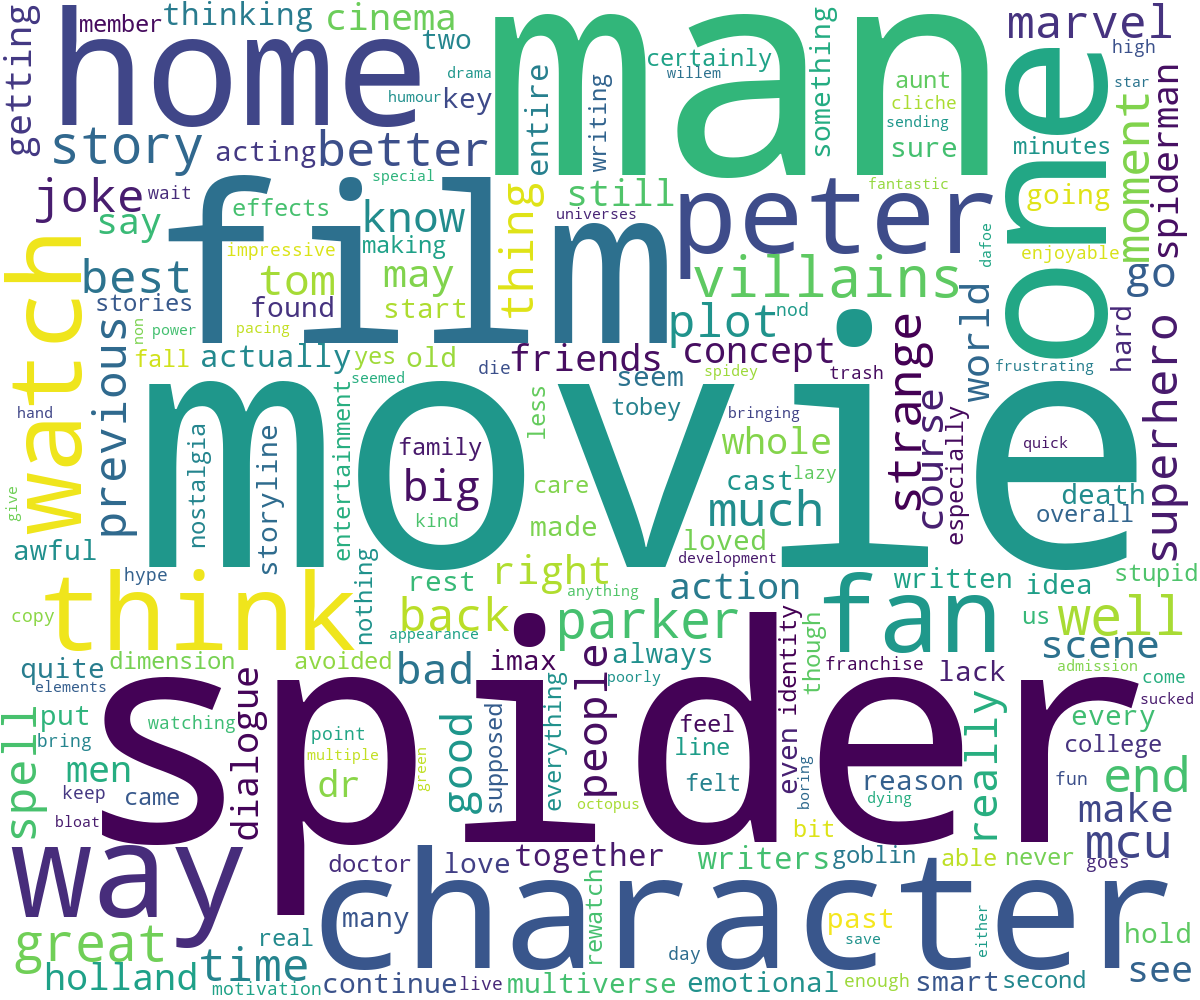 getting
member
thinking
cinema
two
home
man
drama
willem
certainly
something
marvel
high
star
humour
key
entire
writing
aunt
cliche
sending
sure
one
minutes
moment
spiderman
story
acting
better
special
still
fantastic
going
joke
wait
say
effects
know
thing
universes
peter
dafoe
enjoyable
impressive
making
film
best
tom
may
villains
go
stories
found
start
plot
nod
world
hard
watch
previous
non
power
pacing
fall
actually
yes
old
die
friends
concept
strange
superhero
seemed
seem
spidey
trash
frustrating
hand
nostalgia
storyline
entertainment
movie
less
tobey
bringing
course
especially
family
whole
quick
big
care
cast
lazy
death
give
kind
made
much
overall
awful
loved
development
hype
nothing
rest
right
anything
action
written
idea
stupid
copy
think
back
parker
fan
us
well
appearance
though
scene
quite
dimension
avoided
bad
imax
people
always
even identity
franchise
lack
admission
come
elements
poorly
sucked
spell
put
watching
dialogue
spider
point
good
supposed
everything
feel
really
every
bring
multiple
green
line
college
men
dr
felt
boring
reason
fun
end
keep
came
octopus
dying
make
bloat
bit
mcu
way
doctor
love
together
writers
goblin
able
never
goes
character
many
rewatch
past
great
real
save
either
hold
holland
time
day
see
motivation
continue
live
multiverse
emotional
enough
smart
second